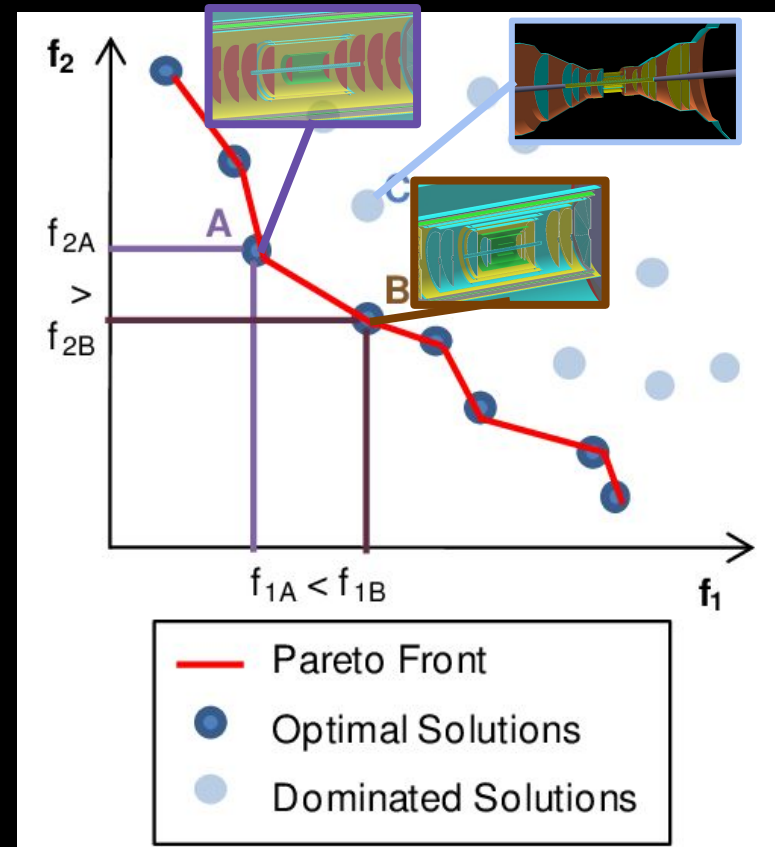 f2
A
C
f2A
>
B
f2B
f1A < f1B
f1
Pareto Front
Optimal Solutions
Dominated Solutions